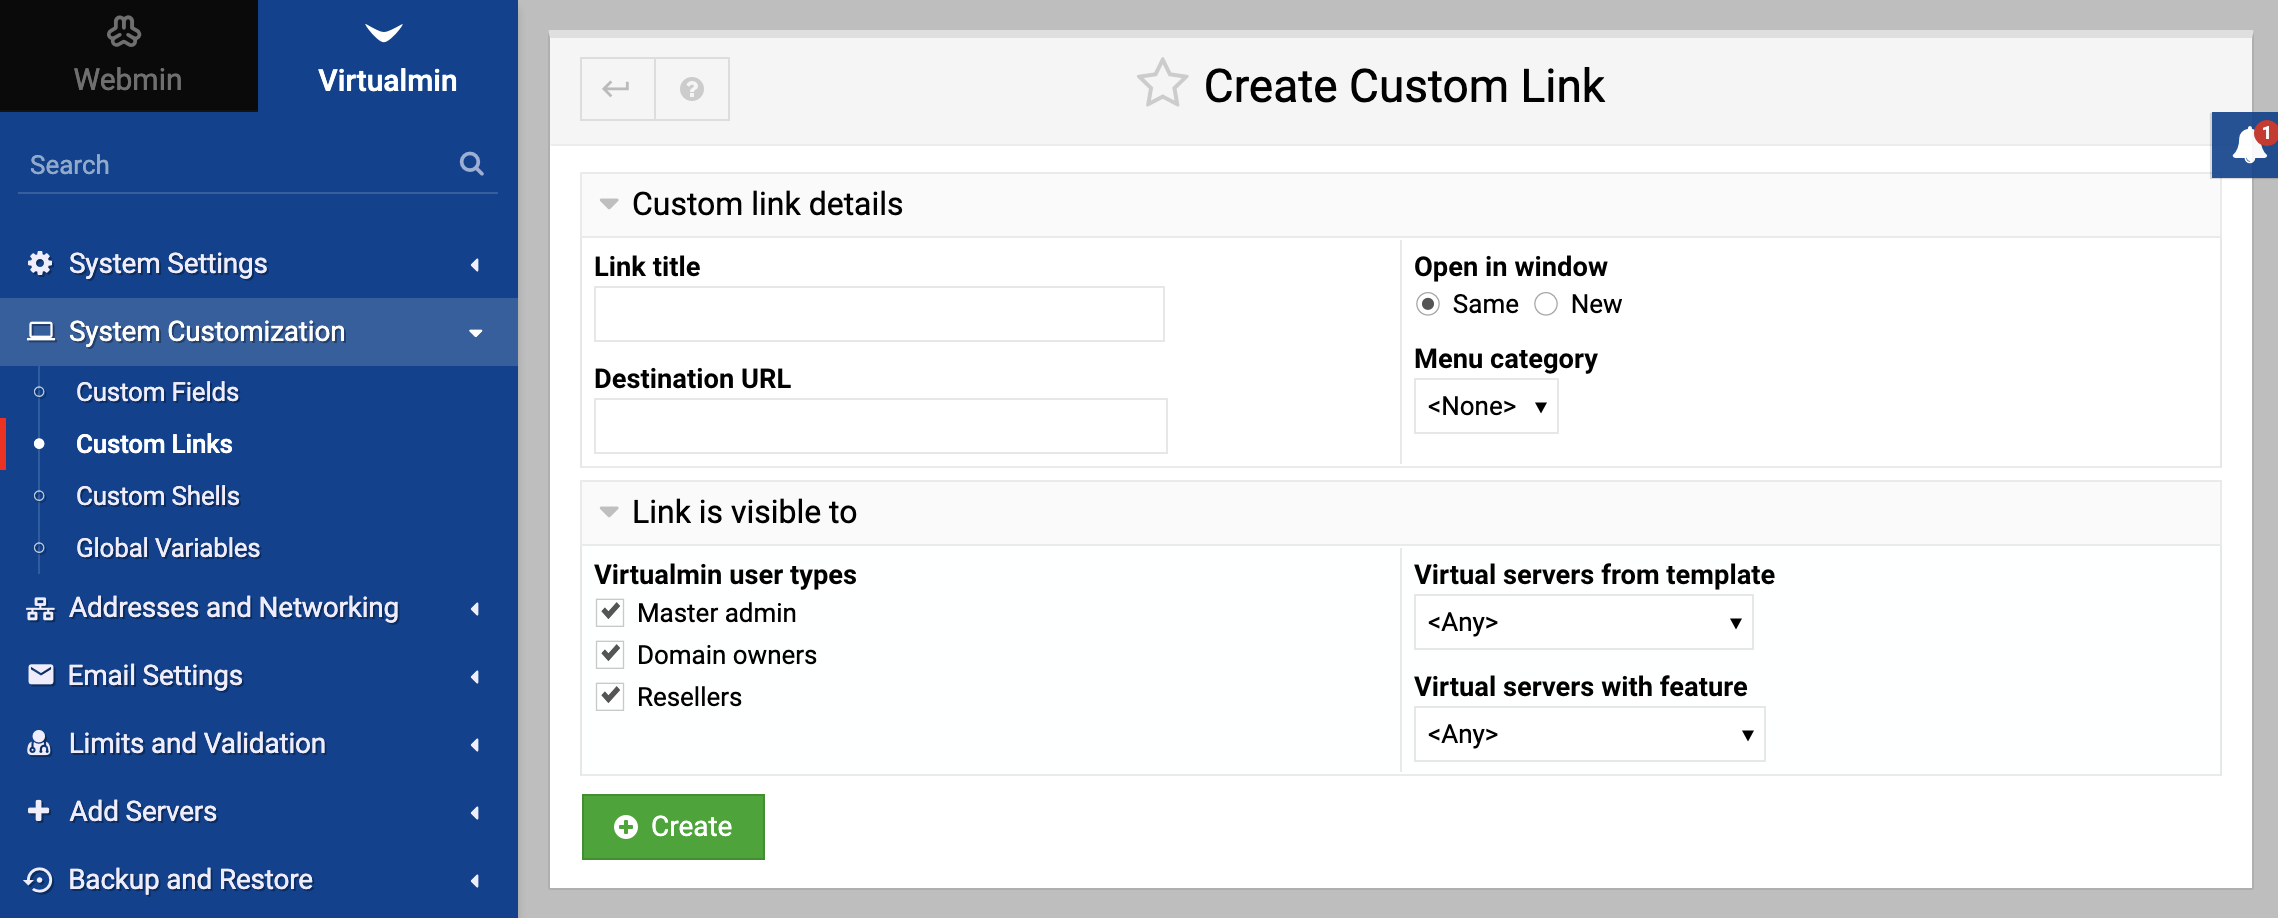 Webmin
Virtualmin
Search
System Settings
System Customization
Custom Fields
Custom Links
Custom Shells
Global Variables
Addresses and Networking
Email Settings
Limits and Validation
Add Servers
Backup and Restore
Create Custom Link
1
Custom link details
Link title
Destination URL
Open in window
Same New
Menu category
<None>
Link is visible to
Virtualmin user types
Master admin
Domain owners
Resellers
Virtual servers from template
<Any>
Virtual servers with feature
<Any>
Create